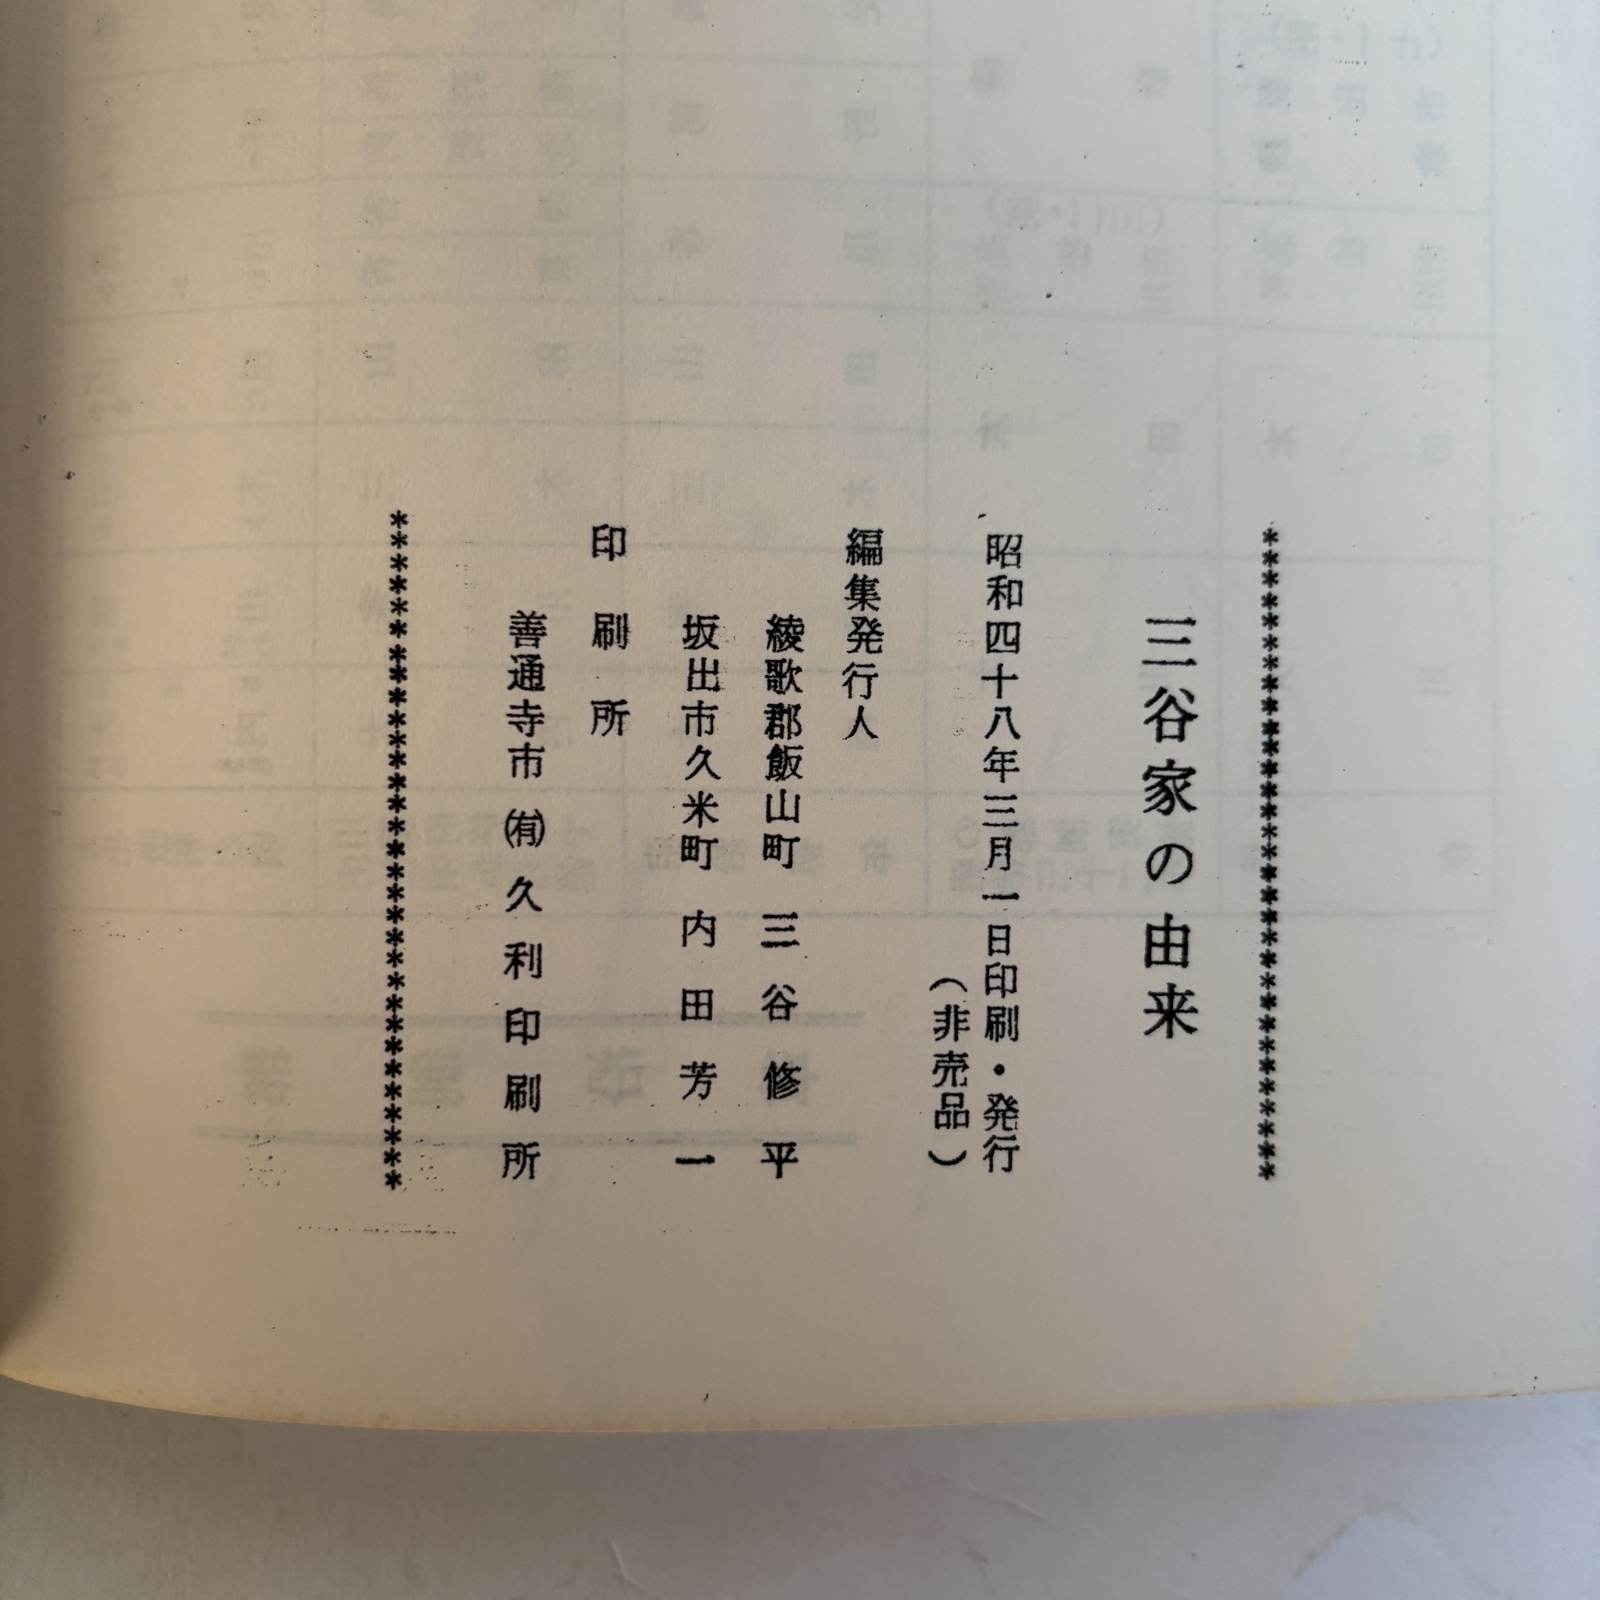 ************************************
三谷家の由来
昭和四十八年三月一日印刷・発行
(非売品)
編集発行人
綾歌郡飯山町 三谷修平
坂出市久米町 内田芳一
印刷所
善通寺市㈲久利印刷所
************************************